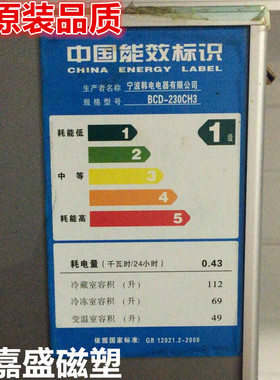 原装品质
中国能效标识
CHINA ENERGY LABEL
生产者名称 宁波韩电电器有限公司
规格型号 BCD-230CH3
耗能低 1 1级
2
中等 3
4
耗能高 5
耗电量 (千瓦时/24小时) 0.43
冷藏室容积 (升) 112
冷冻室容积 (升) 69
变温室容积 (升) 49
依据国家标准: GB 12021.2-2008
嘉盛磁塑